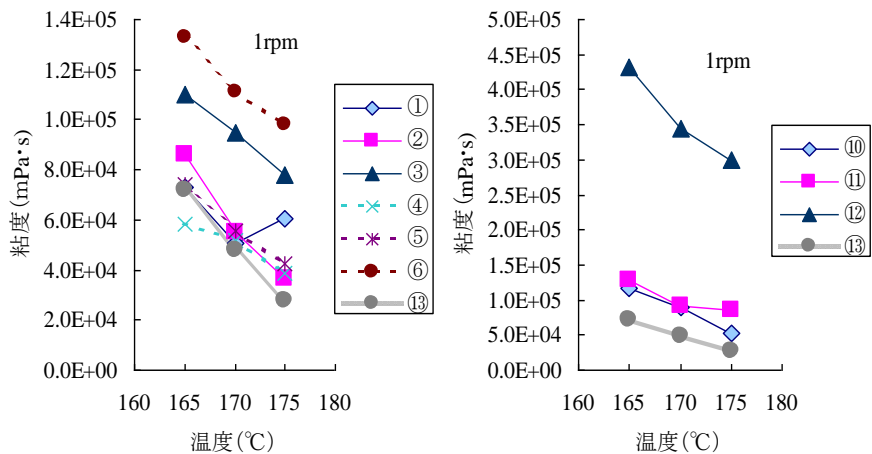 1.4E+05
1.2E+05
1.0E+05
8.0E+04
6.0E+04
4.0E+04
2.0E+04
0.0E+00
粘度(mPa・s)
1rpm
160 165 170 175 180
温度(℃)
①
②
③
④
⑤
⑥
⑬
5.0E+05
4.5E+05
4.0E+05
3.5E+05
3.0E+05
2.5E+05
2.0E+05
1.5E+05
1.0E+05
5.0E+04
0.0E+00
粘度(mPa・s)
1rpm
160 165 170 175 180
温度(℃)
⑩
⑪
⑫
⑬